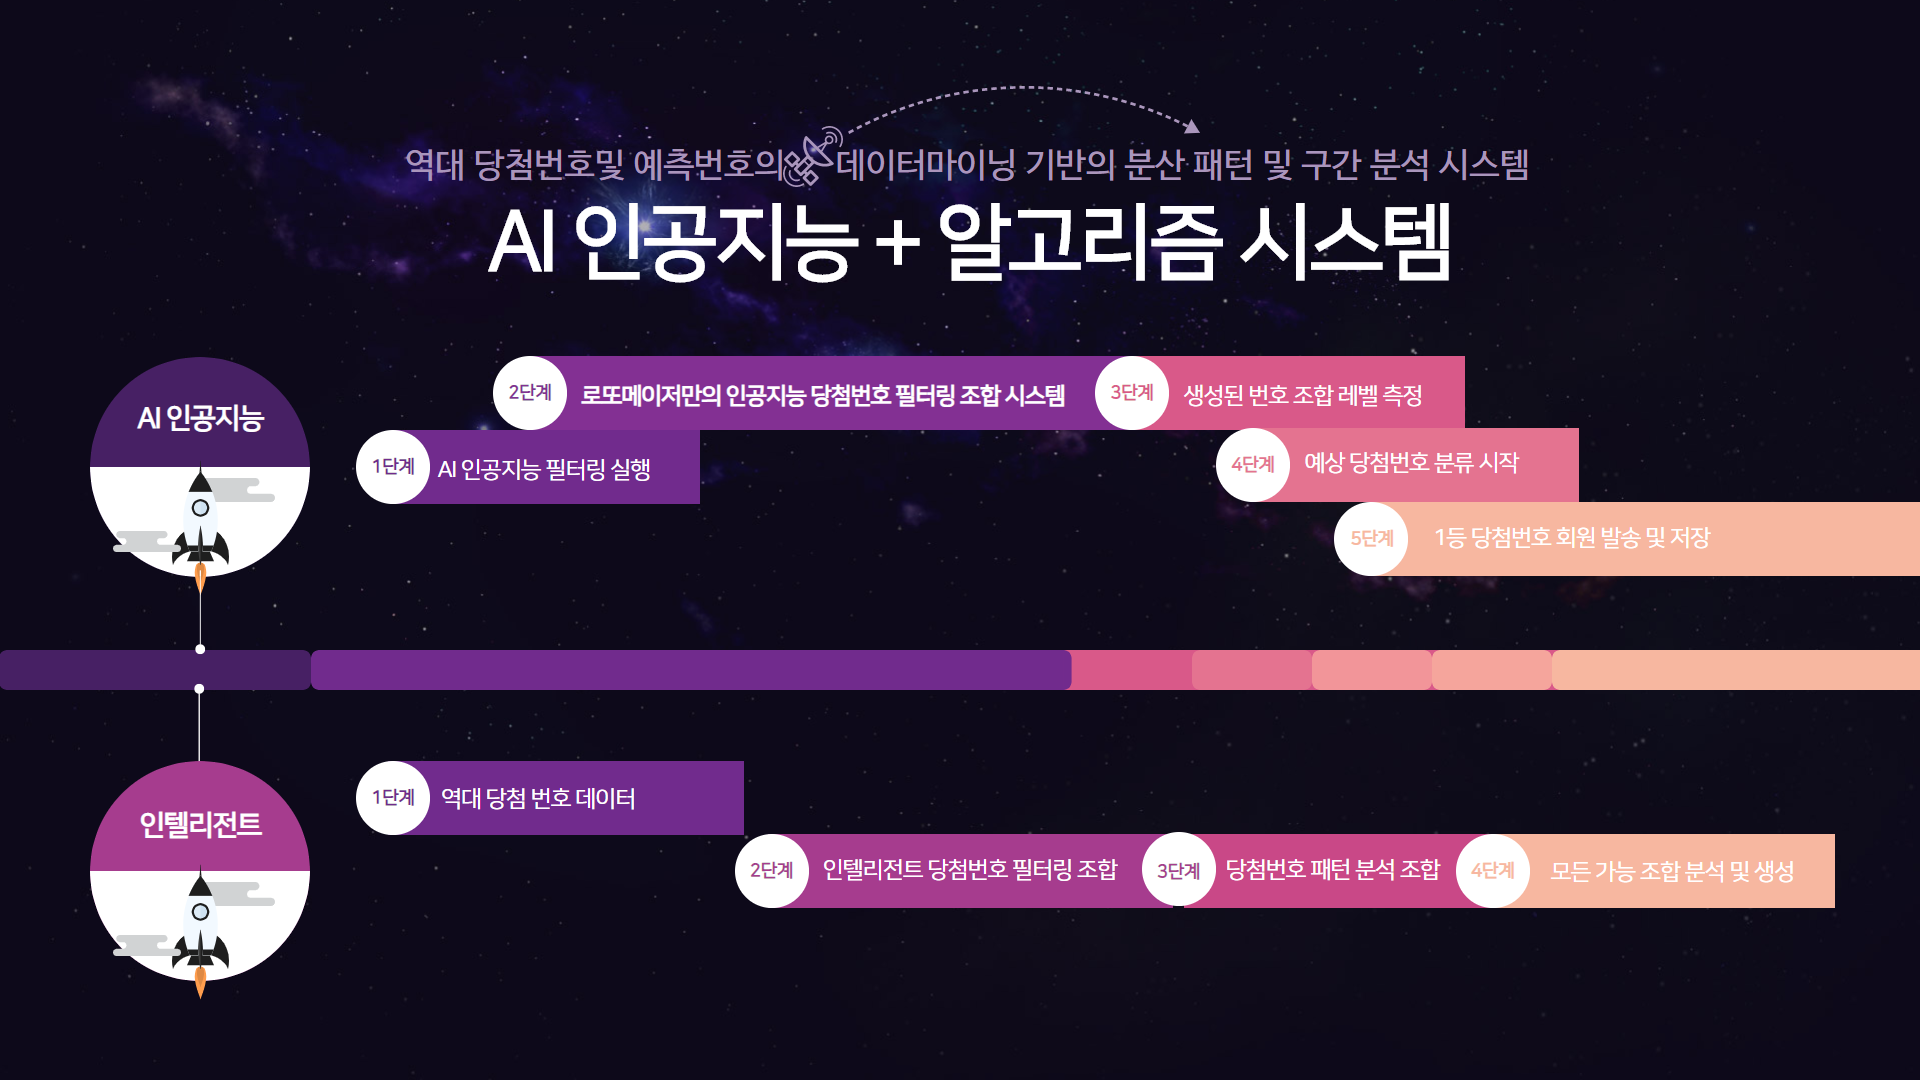 역대 당첨번호및 예측번호의 데이터마이닝 기반의 분산 패턴 및 구간 분석 시스템
AI 인공지능 + 알고리즘 시스템
AI 인공지능
1단계 AI 인공지능 필터링 실행
2단계 로또메이저만의 인공지능 당첨번호 필터링 조합 시스템
3단계 생성된 번호 조합 레벨 측정
4단계 예상 당첨번호 분류 시작
5단계 1등 당첨번호 회원 발송 및 저장
인텔리전트
1단계 역대 당첨 번호 데이터
2단계 인텔리전트 당첨번호 필터링 조합
3단계 당첨번호 패턴 분석 조합
4단계 모든 가능 조합 분석 및 생성